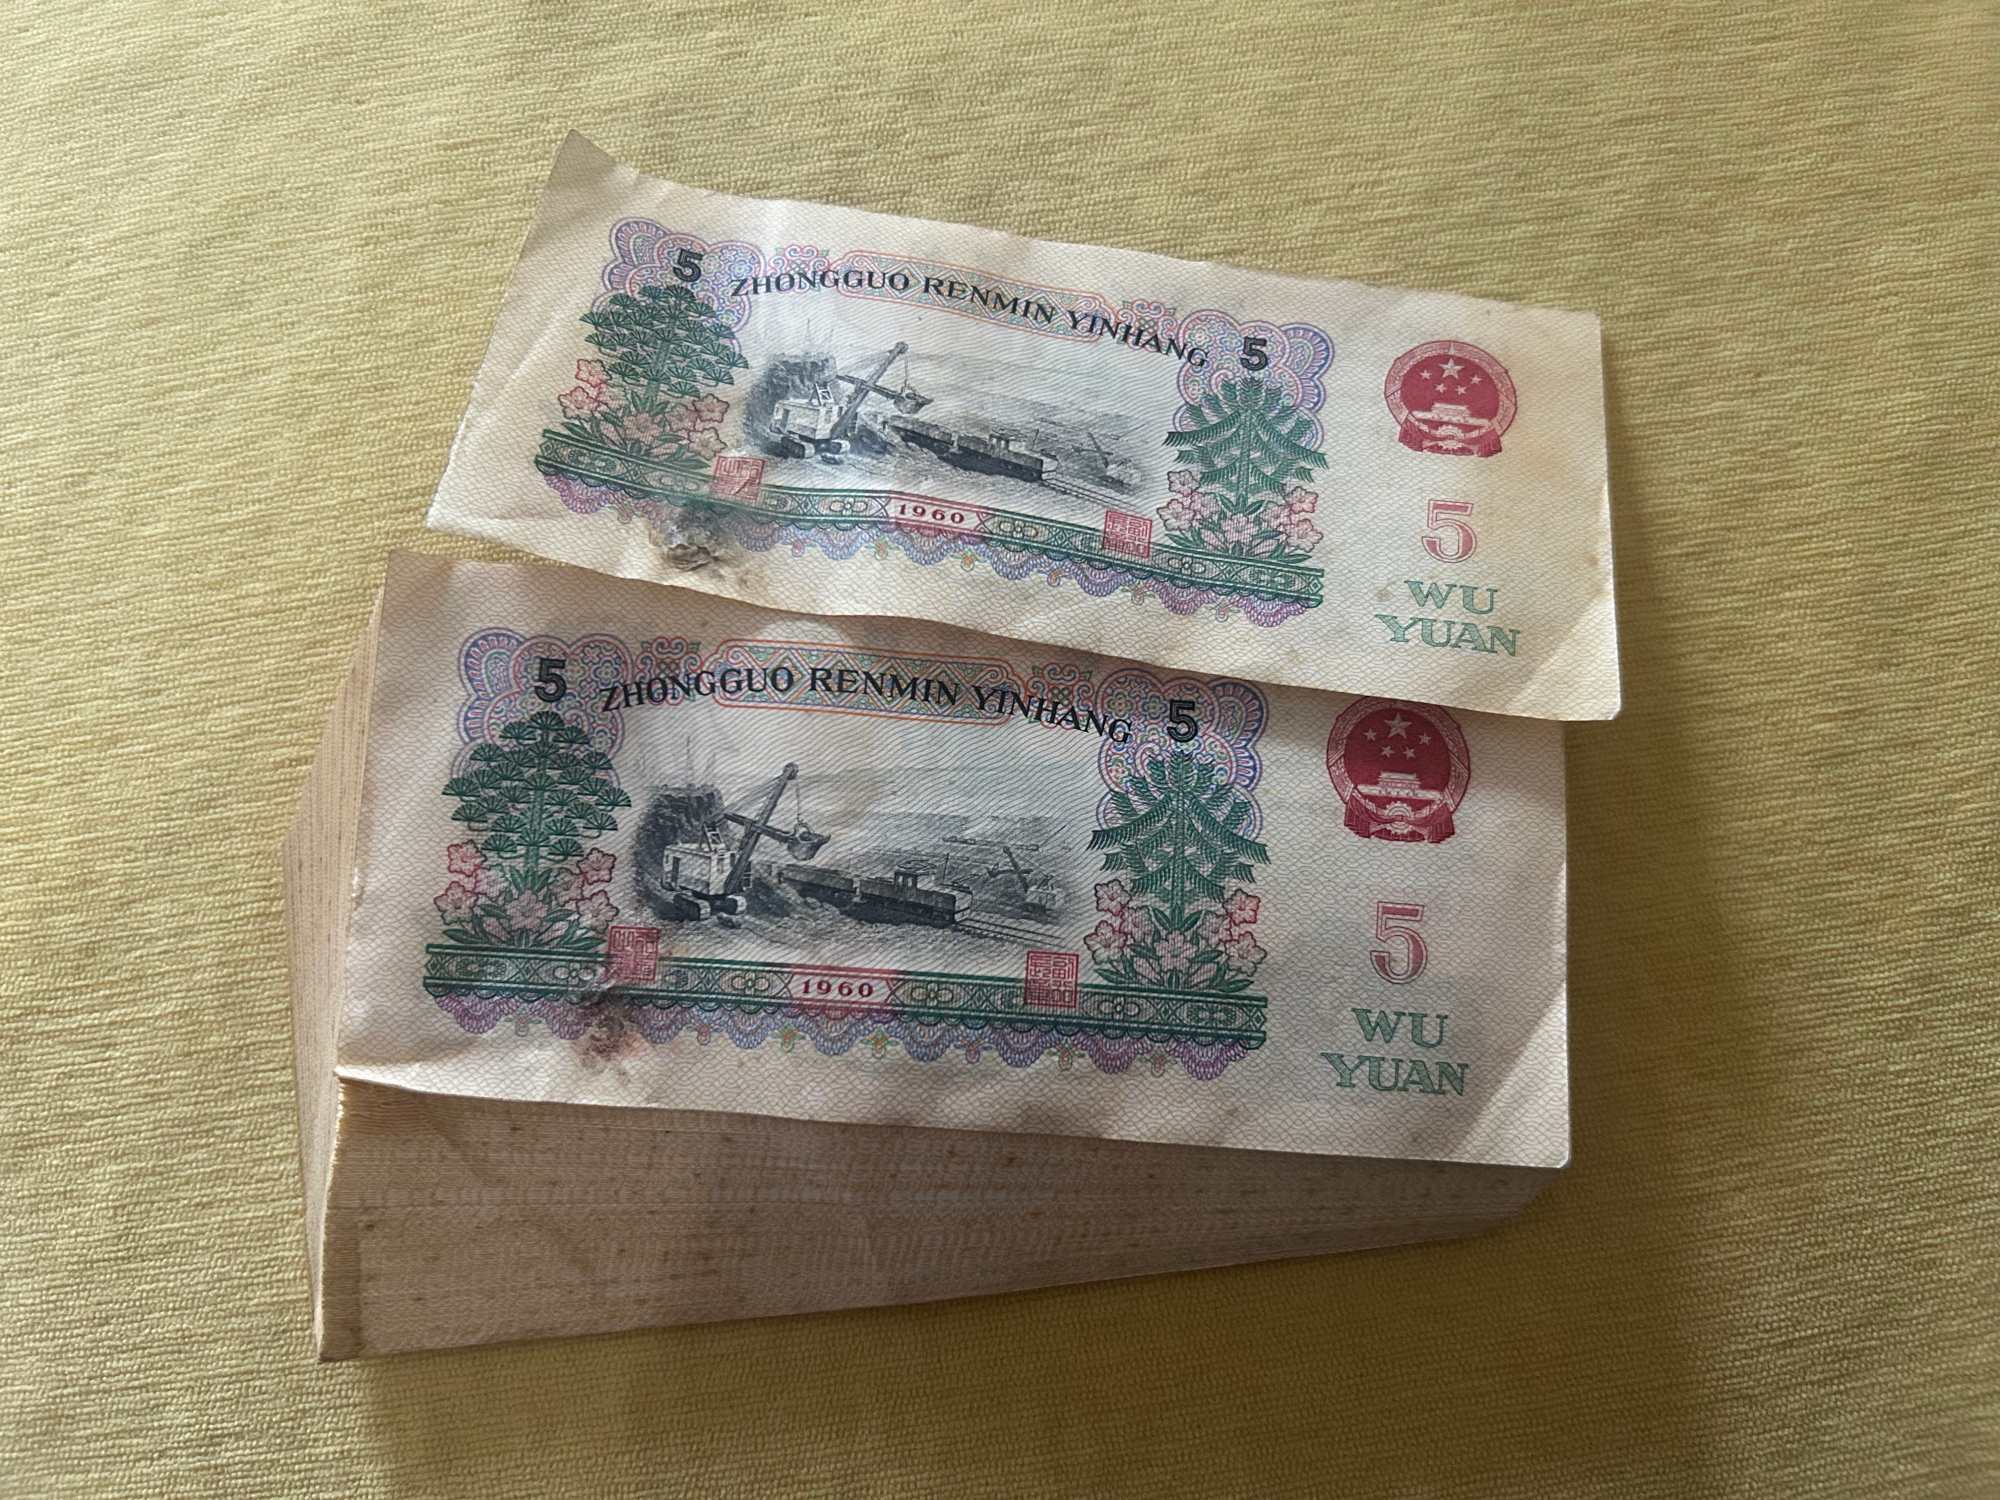 5 ZHONGGUO RENMIN YINHANG 5
1960
5
WU
YUAN
5 ZHONGGUO RENMIN YINHANG 5
1960
5
WU
YUAN